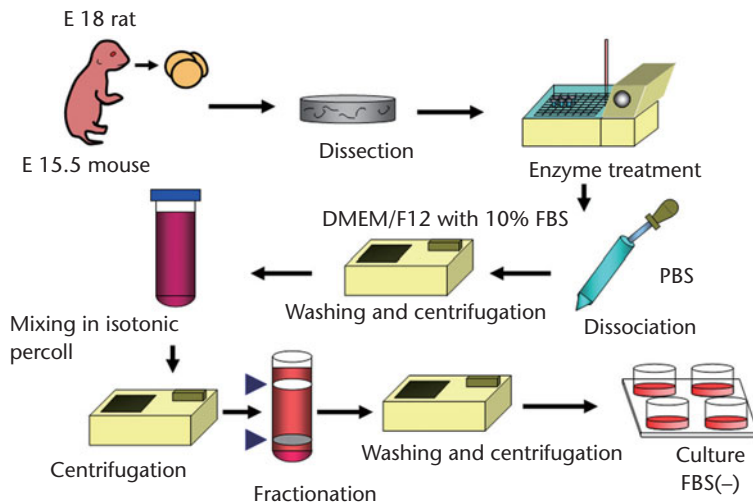 E 18 rat
E 15.5 mouse
Dissection
Enzyme treatment
PBS
Dissociation
DMEM/F12 with 10% FBS
Washing and centrifugation
Mixing in isotonic
percoll
Centrifugation
Fractionation
Washing and centrifugation
Culture
FBS(–)